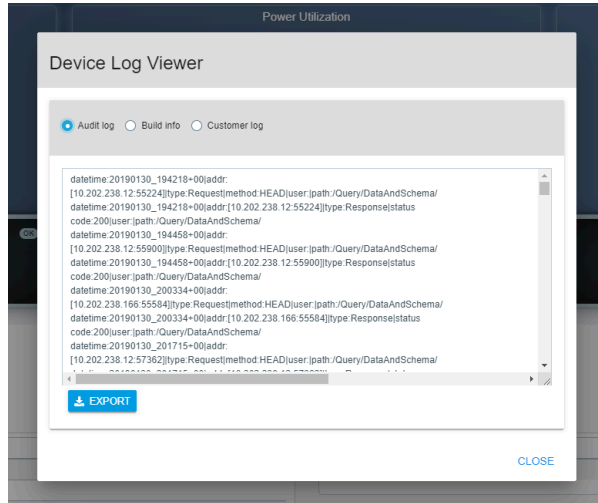 Power Utilization
Device Log Viewer
Audit log Build info Customer log
datetime:20190130_194218+00|addr:
[10.202.238.12:55224]|type:Request|method:HEAD|user:|path:/Query/DataAndSchema/
datetime:20190130_194218+00|addr:[10.202.238.12:55224]|type:Response|status
code:200|user:|path:/Query/DataAndSchema/
datetime:20190130_194458+00|addr:
[10.202.238.12:55900]|type:Request|method:HEAD|user:|path:/Query/DataAndSchema/
datetime:20190130_194458+00|addr:[10.202.238.12:55900]|type:Response|status
code:200|user:|path:/Query/DataAndSchema/
datetime:20190130_200334+00|addr:
[10.202.238.166:55584]|type:Request|method:HEAD|user:|path:/Query/DataAndSchema/
datetime:20190130_200334+00|addr:[10.202.238.166:55584]|type:Response|status
code:200|user:|path:/Query/DataAndSchema/
datetime:20190130_201715+00|addr:
[10.202.238.12:57362]|type:Request|method:HEAD|user:|path:/Query/DataAndSchema/
OK
EXPORT
CLOSE